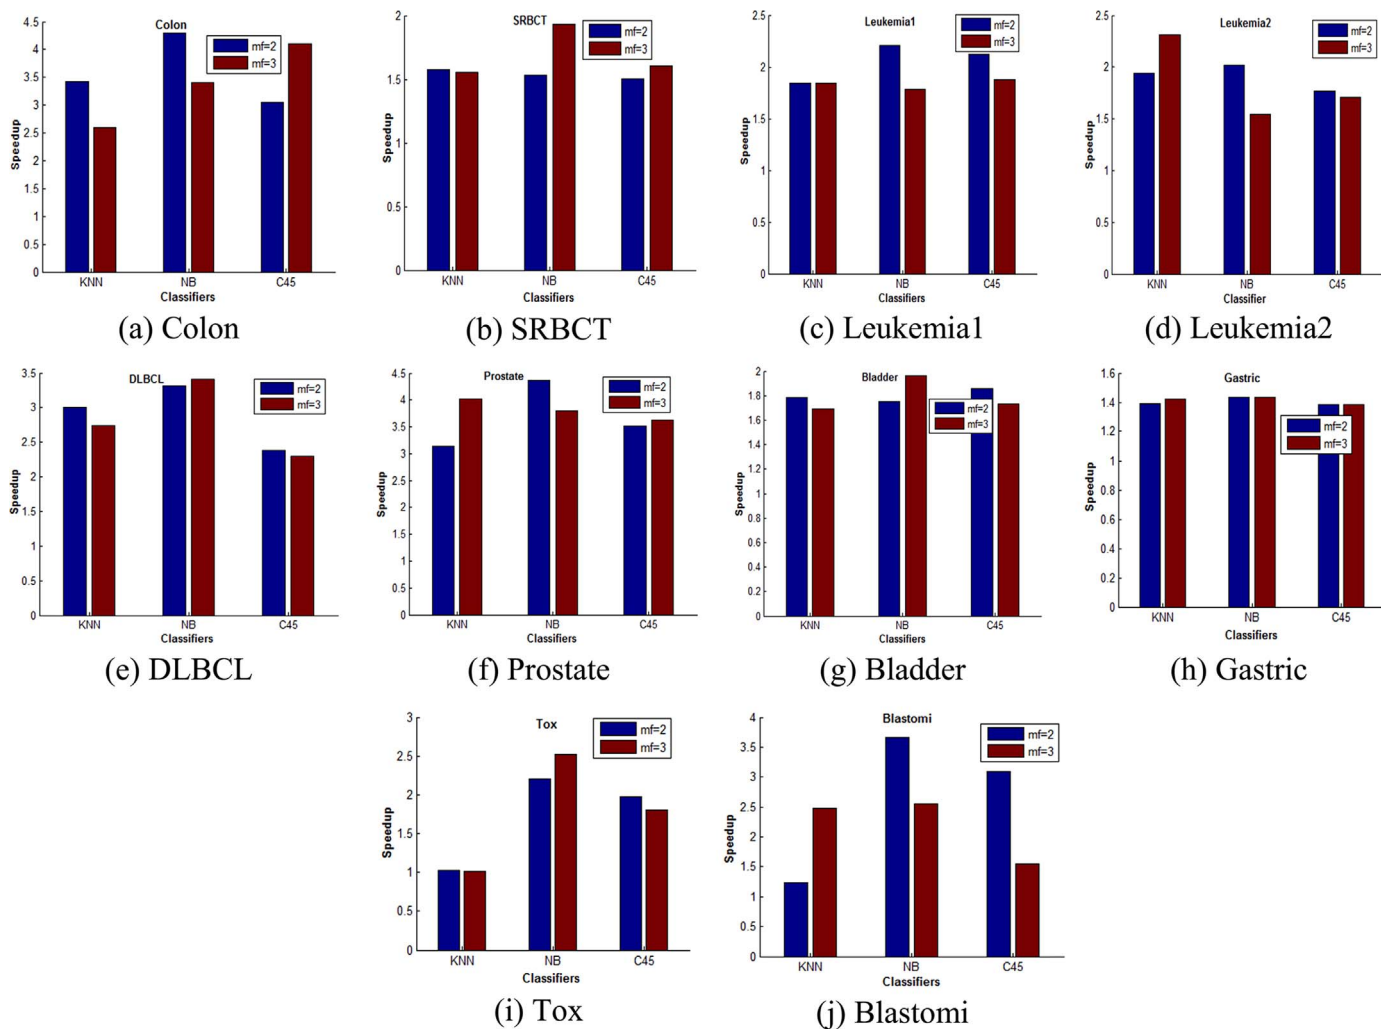 Colon
mf=2
mf=3
4.5
4
3.5
3
2.5
2
1.5
1
0.5
0
Speedup
KNN NB C45
Classifiers
(a) Colon
SRBCT
mf=2
mf=3
2
1.5
1
0.5
0
Speedup
KNN NB C45
Classifiers
(b) SRBCT
Leukemia1
mf=2
mf=3
2.5
2
1.5
1
0.5
0
Speedup
KNN NB C45
Classifiers
(c) Leukemia1
Leukemia2
mf=2
mf=3
2.5
2
1.5
1
0.5
0
Speedup
KNN NB C45
Classifier
(d) Leukemia2
DLBCL
mf=2
mf=3
3.5
3
2.5
2
1.5
1
0.5
0
Speedup
KNN NB C45
Classifiers
(e) DLBCL
Prostate
mf=2
mf=3
4.5
4
3.5
3
2.5
2
1.5
1
0.5
0
Speedup
KNN NB C45
Classifiers
(f) Prostate
Bladder
mf=2
mf=3
2
1.8
1.6
1.4
1.2
1
0.8
0.6
0.4
0.2
0
Speedup
KNN NB C45
Classifiers
(g) Bladder
Gastric
mf=2
mf=3
1.6
1.4
1.2
1
0.8
0.6
0.4
0.2
0
Speedup
KNN NB C45
Classifiers
(h) Gastric
Tox
mf=2
mf=3
3
2.5
2
1.5
1
0.5
0
Speedup
KNN NB C45
Classifiers
(i) Tox
Blastomi
mf=2
mf=3
4
3.5
3
2.5
2
1.5
1
0.5
0
Speedup
KNN NB C45
Classifiers
(j) Blastomi